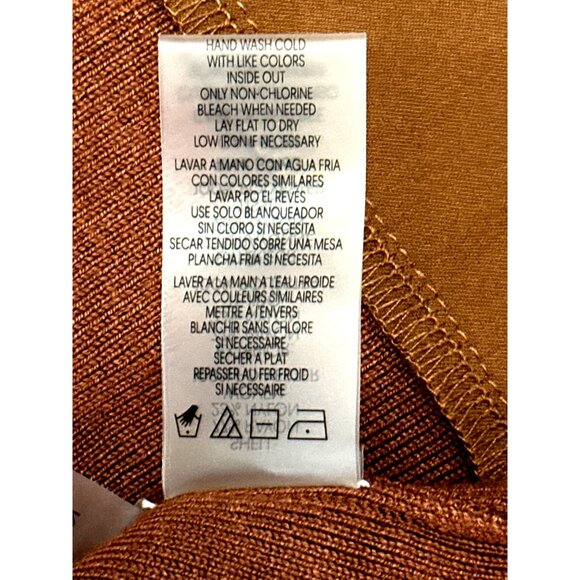 HAND WASH COLD
WITH LIKE COLORS
INSIDE OUT
ONLY NON-CHLORINE
BLEACH WHEN NEEDED
LAY FLAT TO DRY
LOW IRON IF NECESSARY
LAVAR A MANO CON AGUA FRIA
CON COLORES SIMILARES
LAVAR PO EL REVÉS
USE SOLO BLANQUEADOR
SIN CLORO SI NECESITA
SECAR TENDIDO SOBRE UNA MESA
PLANCHA FRIA SI NECESITA
LAVER A LA MAIN A L'EAU FROIDE
AVEC COULEURS SIMILAIRES
METTRE A L'ENVERS
BLANCHIR SANS CHLORE
SI NECESSAIRE
SECHER A PLAT
REPASSER AU FER FROID
SI NECESSAIRE
NYLON
SHELL